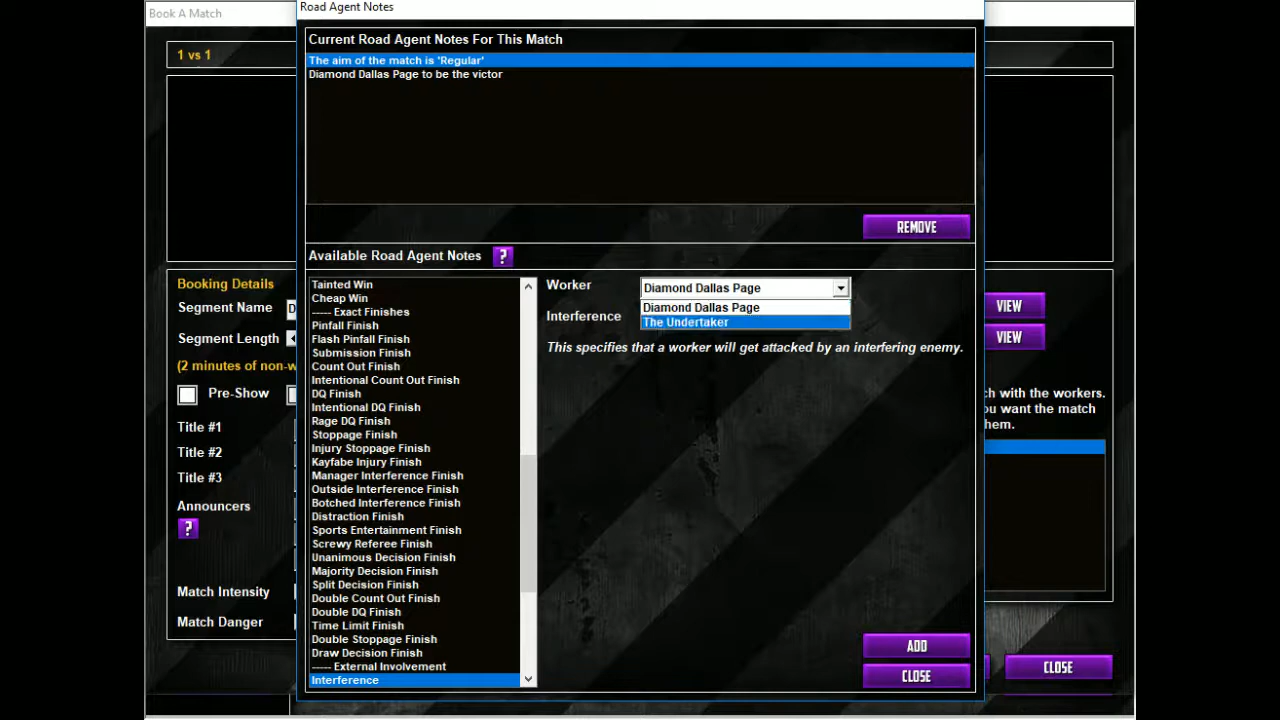 Book A Match
Road Agent Notes
1 vs 1
Current Road Agent Notes For This Match
The aim of the match is 'Regular'
Diamond Dallas Page to be the victor
REMOVE
Available Road Agent Notes ?
Tainted Win
Cheap Win
----- Exact Finishes
Pinfall Finish
Flash Pinfall Finish
Submission Finish
Count Out Finish
Intentional Count Out Finish
DQ Finish
Intentional DQ Finish
Rage DQ Finish
Stoppage Finish
Injury Stoppage Finish
Kayfabe Injury Finish
Manager Interference Finish
Outside Interference Finish
Botched Interference Finish
Distraction Finish
Sports Entertainment Finish
Screwy Referee Finish
Unanimous Decision Finish
Majority Decision Finish
Split Decision Finish
Double Count Out Finish
Double DQ Finish
Time Limit Finish
Double Stoppage Finish
Draw Decision Finish
----- External Involvement
Interference
Worker
Diamond Dallas Page
Diamond Dallas Page
The Undertaker
Interference
This specifies that a worker will get attacked by an interfering enemy.
ADD
CLOSE
Booking Details
Segment Name D
Segment Length
(2 minutes of non-w
Pre-Show
Title #1
Title #2
Title #3
Announcers
?
Match Intensity
Match Danger
VIEW
VIEW
ch with the workers.
ou want the match
hem.
CLOSE